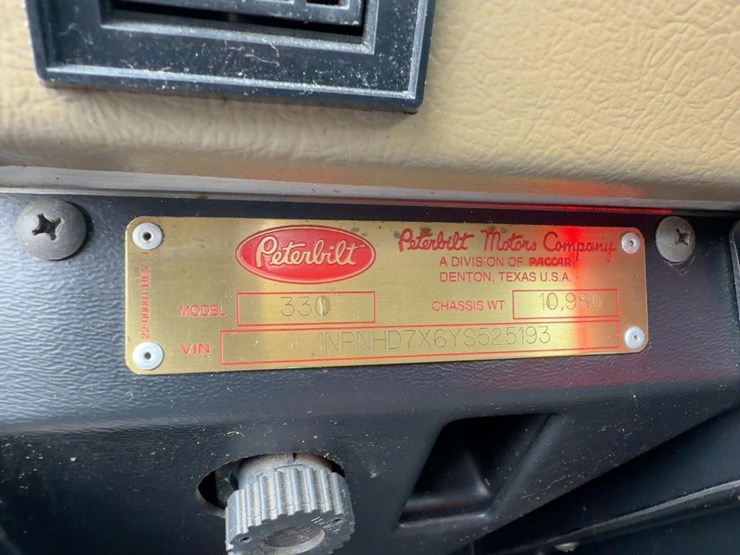 Peterbilt
Peterbilt Motors Company
A DIVISION OF PACCAR
DENTON, TEXAS U.S.A.
MODEL 330
CHASSIS WT 10,980
VIN 1NPNHD7X6YS525193